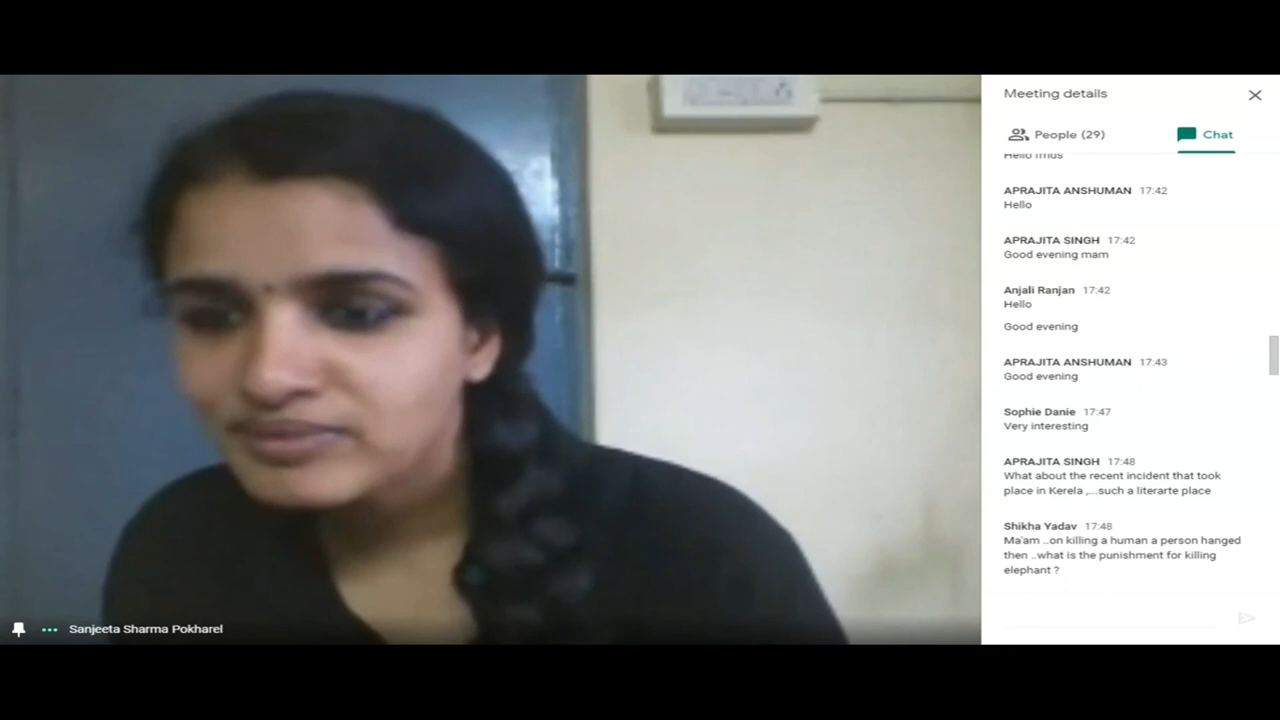 Meeting details
People (29)
Chat
APRAJITA ANSHUMAN 17:42
Hello
APRAJITA SINGH 17:42
Good evening mam
Anjali Ranjan 17:42
Hello
Good evening
APRAJITA ANSHUMAN 17:43
Good evening
Sophie Danie 17:47
Very interesting
APRAJITA SINGH 17:48
What about the recent incident that took
place in Kerela ,...such a literarte place
Shikha Yadav 17:48
Ma'am ..on killing a human a person hanged
then ..what is the punishment for killing
elephant ?
Sanjeeta Sharma Pokharel